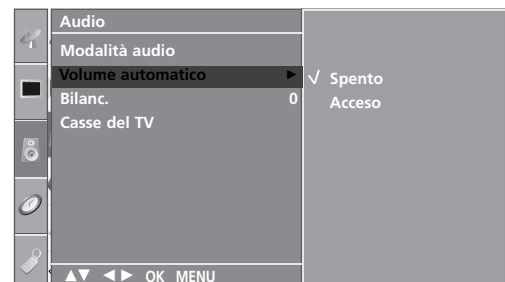 Audio
Modalità audio
Volume automatico ►
Bilanc. 0
Casse del TV
√ Spento
Acceso
▲▼ ◄► OK MENU